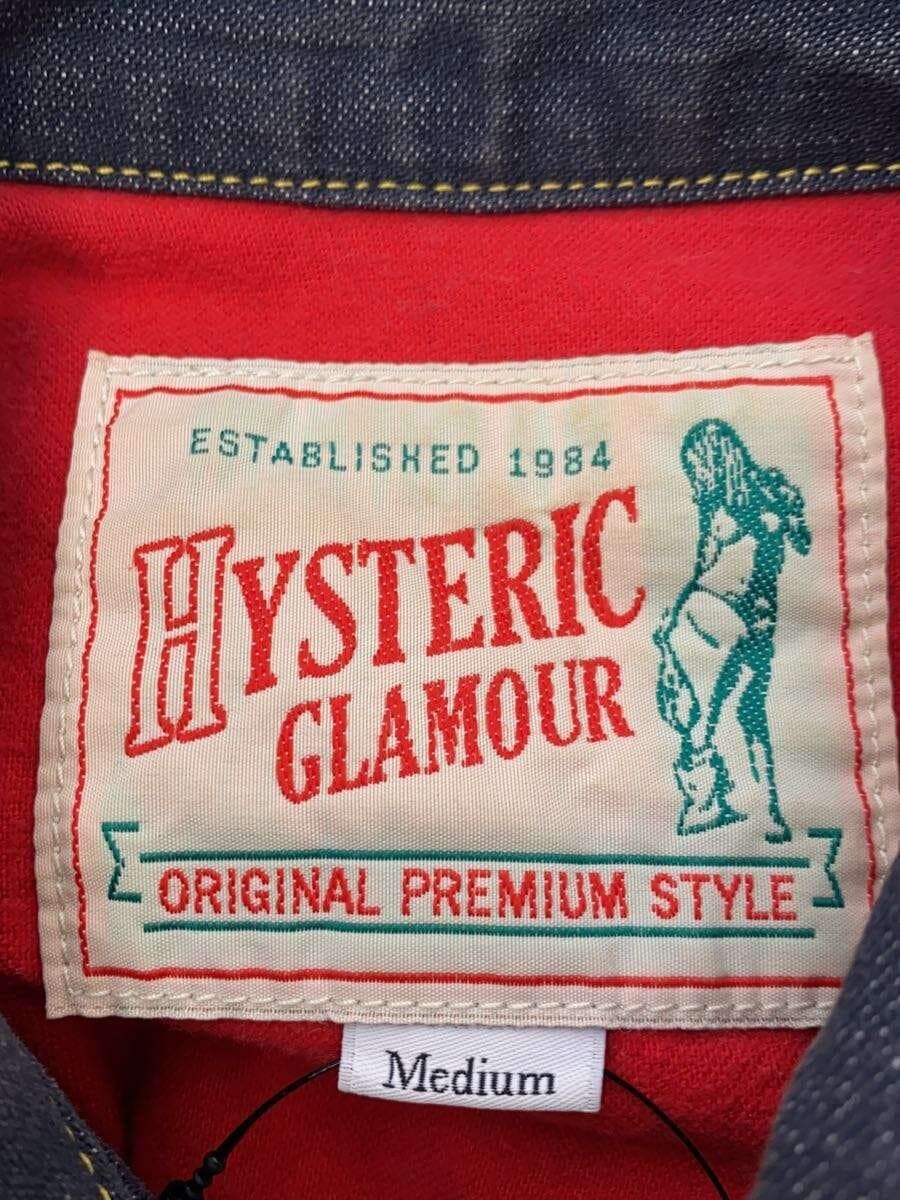 ESTABLISHED 1984
HYSTERIC
GLAMOUR
ORIGINAL PREMIUM STYLE
Medium